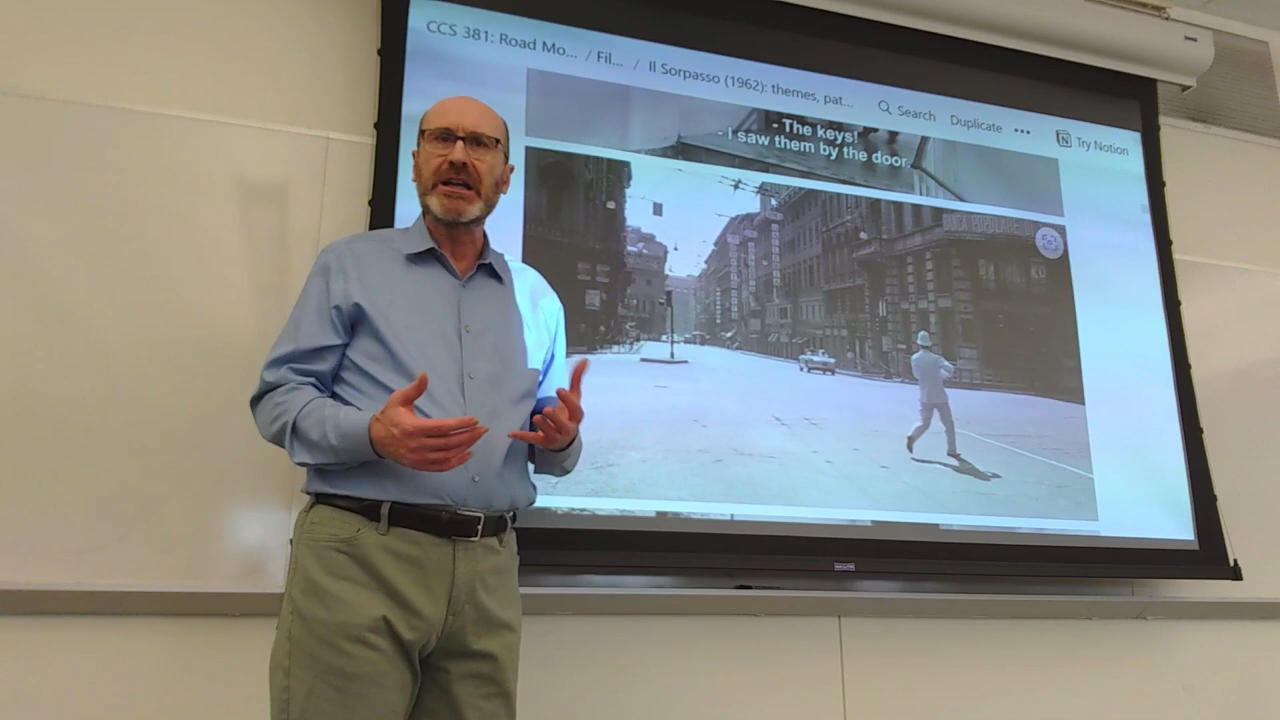 CCS 381: Road Mo... / Fil... / Il Sorpasso (1962): themes, pat...
Search Duplicate ••• Try Notion
- The keys!
- I saw them by the door.
BANCA POPOLARE